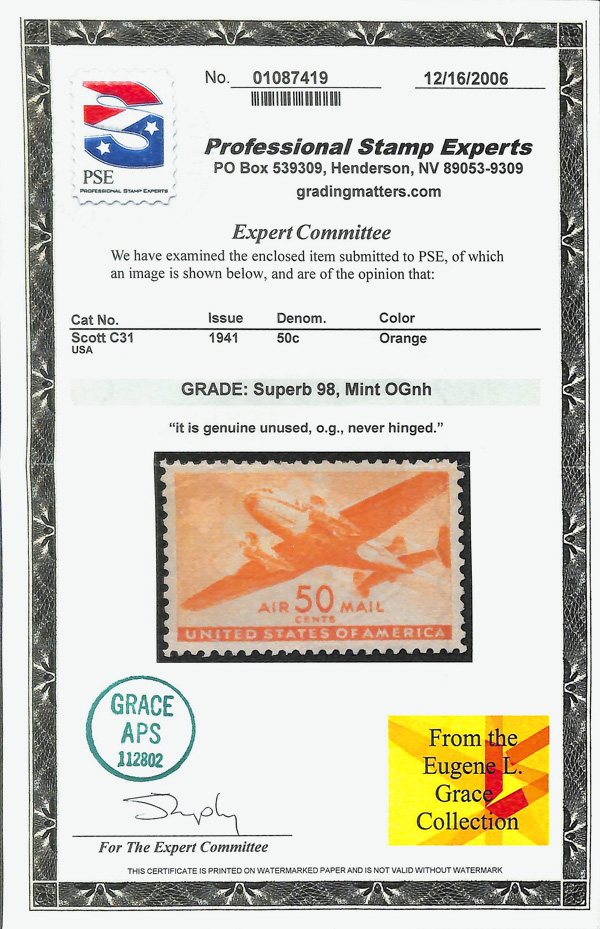 No. 01087419 12/16/2006
PSE
PROFESSIONAL STAMP EXPERTS
Professional Stamp Experts
PO Box 539309, Henderson, NV 89053-9309
gradingmatters.com
Expert Committee
We have examined the enclosed item submitted to PSE, of which
an image is shown below, and are of the opinion that:
Cat No. Issue Denom. Color
Scott C31 1941 50c Orange
USA
GRADE: Superb 98, Mint OGnh
“it is genuine unused, o.g., never hinged.”
AIR 50 MAIL
CENTS
UNITED STATES OF AMERICA
GRACE
APS
112802
From the
Eugene L.
Grace
Collection
For The Expert Committee
THIS CERTIFICATE IS PRINTED ON WATERMARKED PAPER AND IS NOT VALID WITHOUT WATERMARK